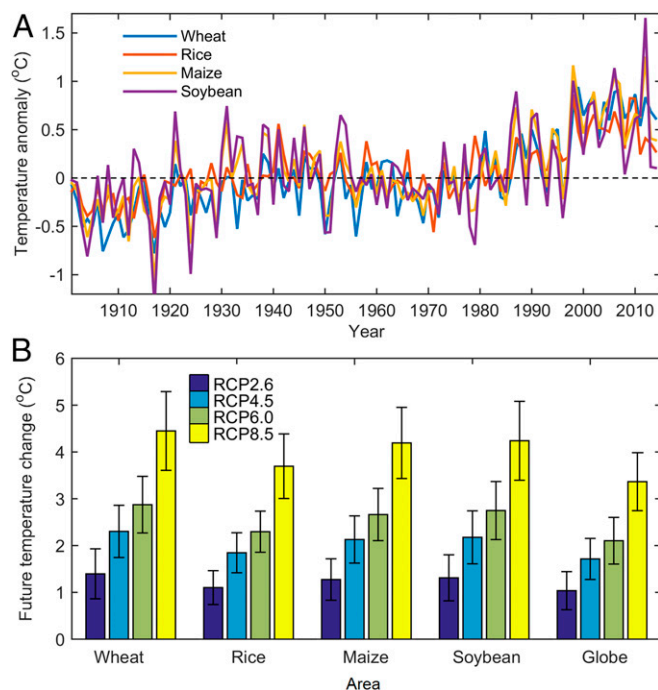 A
Temperature anomaly (°C)
1.5
1
0.5
0
-0.5
-1
Wheat
Rice
Maize
Soybean
1910 1920 1930 1940 1950 1960 1970 1980 1990 2000 2010
Year
B
Future temperature change (°C)
6
5
4
3
2
1
0
RCP2.6
RCP4.5
RCP6.0
RCP8.5
Wheat Rice Maize Soybean Globe
Area